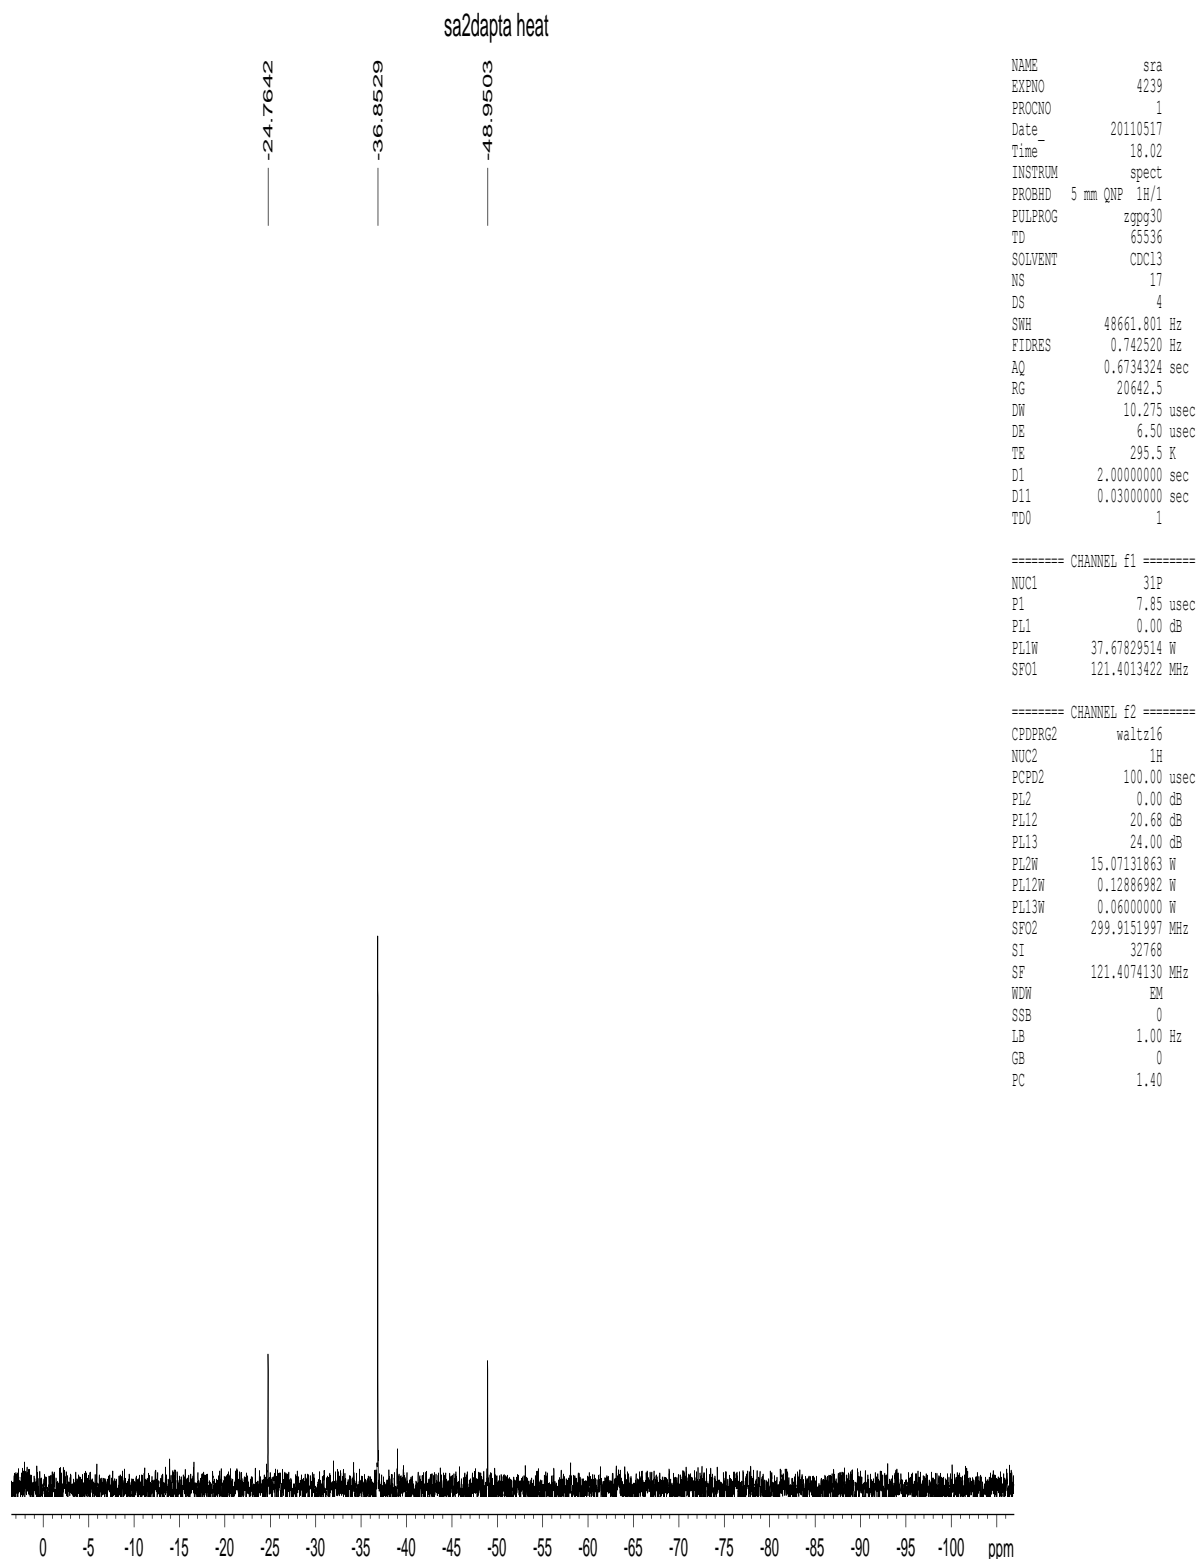 sa2dapta heat
-24.7642
-36.8529
-48.9503
NAME sra
EXPNO 4239
PROCNO 1
Date_ 20110517
Time 18.02
INSTRUM spect
PROBHD 5 mm QNP 1H/1
PULPROG zgpg30
TD 65536
SOLVENT CDCl3
NS 17
DS 4
SWH 48661.801 Hz
FIDRES 0.742520 Hz
AQ 0.6734324 sec
RG 20642.5
DW 10.275 usec
DE 6.50 usec
TE 295.5 K
D1 2.00000000 sec
D11 0.03000000 sec
TD0 1
======== CHANNEL f1 ========
NUC1 31P
P1 7.85 usec
PL1 0.00 dB
PL1W 37.67829514 W
SFO1 121.4013422 MHz
======== CHANNEL f2 ========
CPDPRG2 waltz16
NUC2 1H
PCPD2 100.00 usec
PL2 0.00 dB
PL12 20.68 dB
PL13 24.00 dB
PL2W 15.07131863 W
PL12W 0.12886982 W
PL13W 0.06000000 W
SFO2 299.9151997 MHz
SI 32768
SF 121.4074130 MHz
WDW EM
SSB 0
LB 1.00 Hz
GB 0
PC 1.40
0 -5 -10 -15 -20 -25 -30 -35 -40 -45 -50 -55 -60 -65 -70 -75 -80 -85 -90 -95 -100 ppm